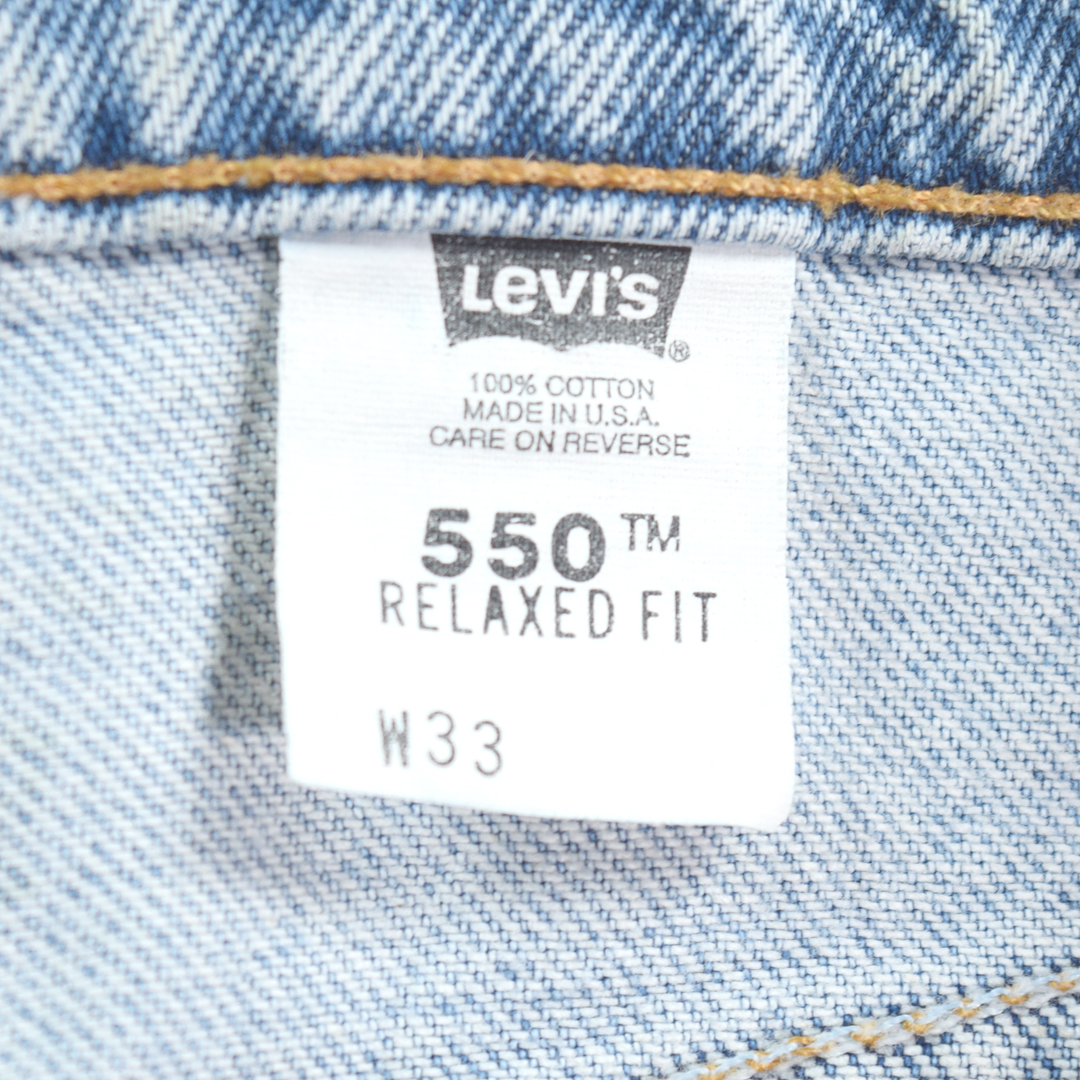 Levi's®
100% COTTON
MADE IN U.S.A.
CARE ON REVERSE
550™
RELAXED FIT
W33